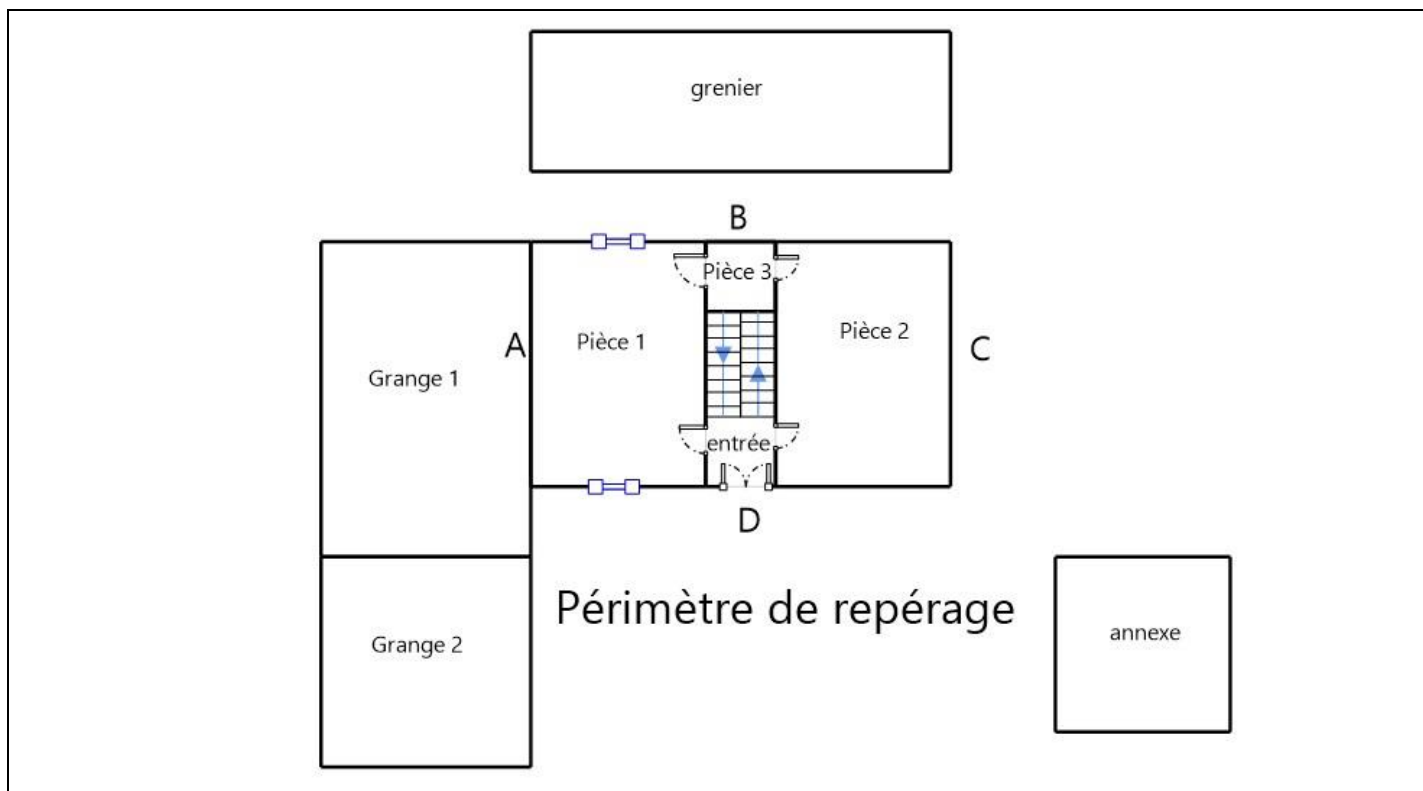 grenier
B
Pièce 3
A
Pièce 1
Pièce 2
C
Grange 1
entrée
D
Périmètre de repérage
annexe
Grange 2